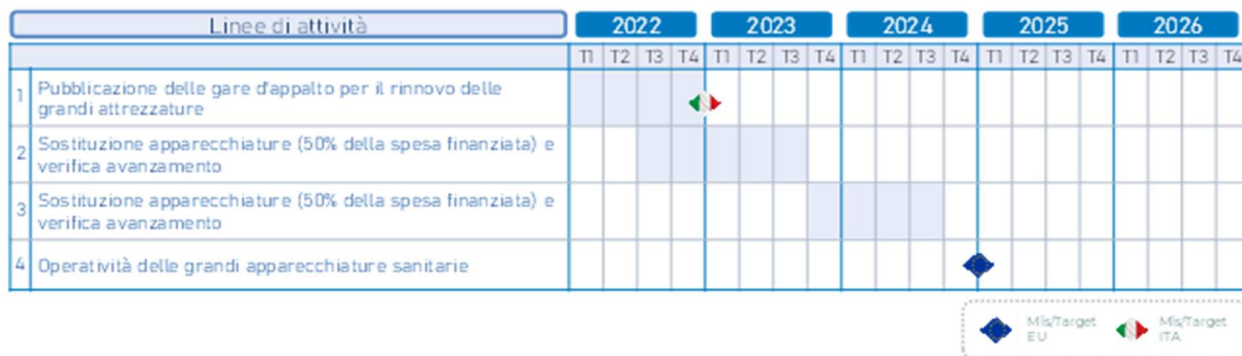 Linee di attività 2022 2023 2024 2025 2026
T1 T2 T3 T4 T1 T2 T3 T4 T1 T2 T3 T4 T1 T2 T3 T4 T1 T2 T3 T4
1 Pubblicazione delle gare d'appalto per il rinnovo delle
grandi attrezzature
2 Sostituzione apparecchiature (50% della spesa finanziata) e
verifica avanzamento
3 Sostituzione apparecchiature (50% della spesa finanziata) e
verifica avanzamento
4 Operatività delle grandi apparecchiature sanitarie
Mis/Target
EU
Mis/Target
ITA